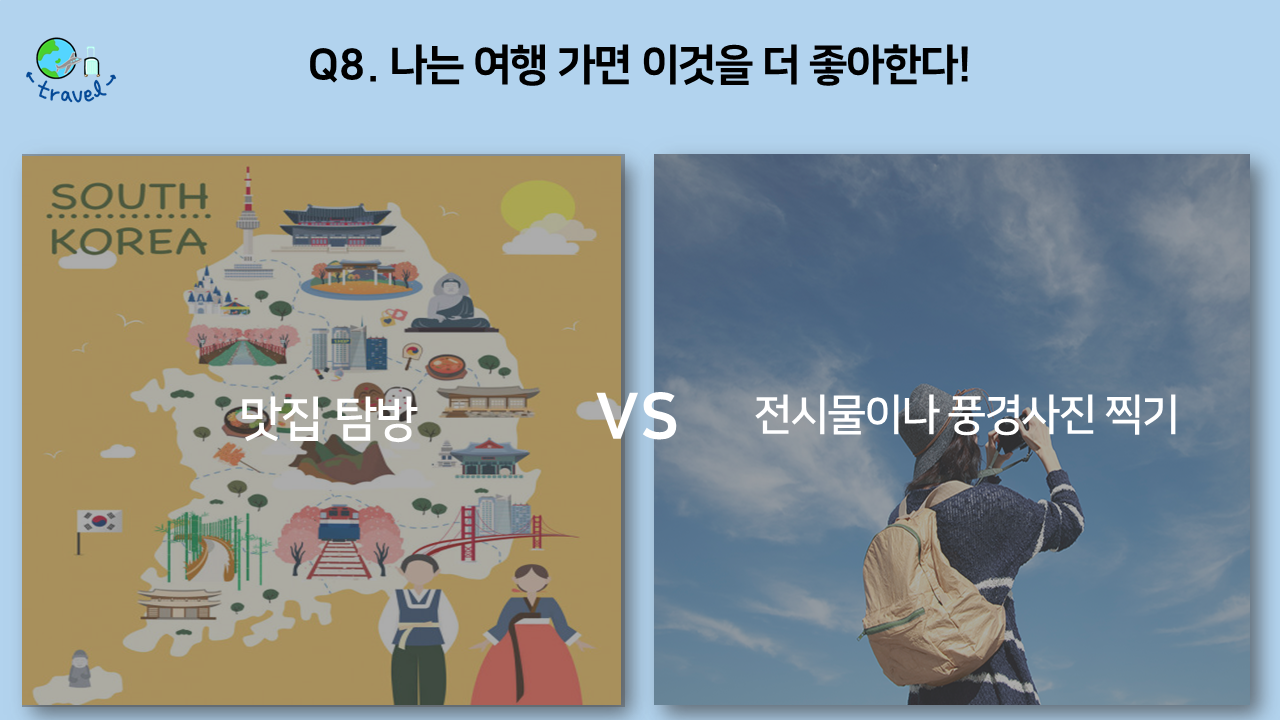 travel
Q8. 나는 여행 가면 이것을 더 좋아한다!
SOUTH
KOREA
맛집 탐방
VS
전시물이나 풍경사진 찍기